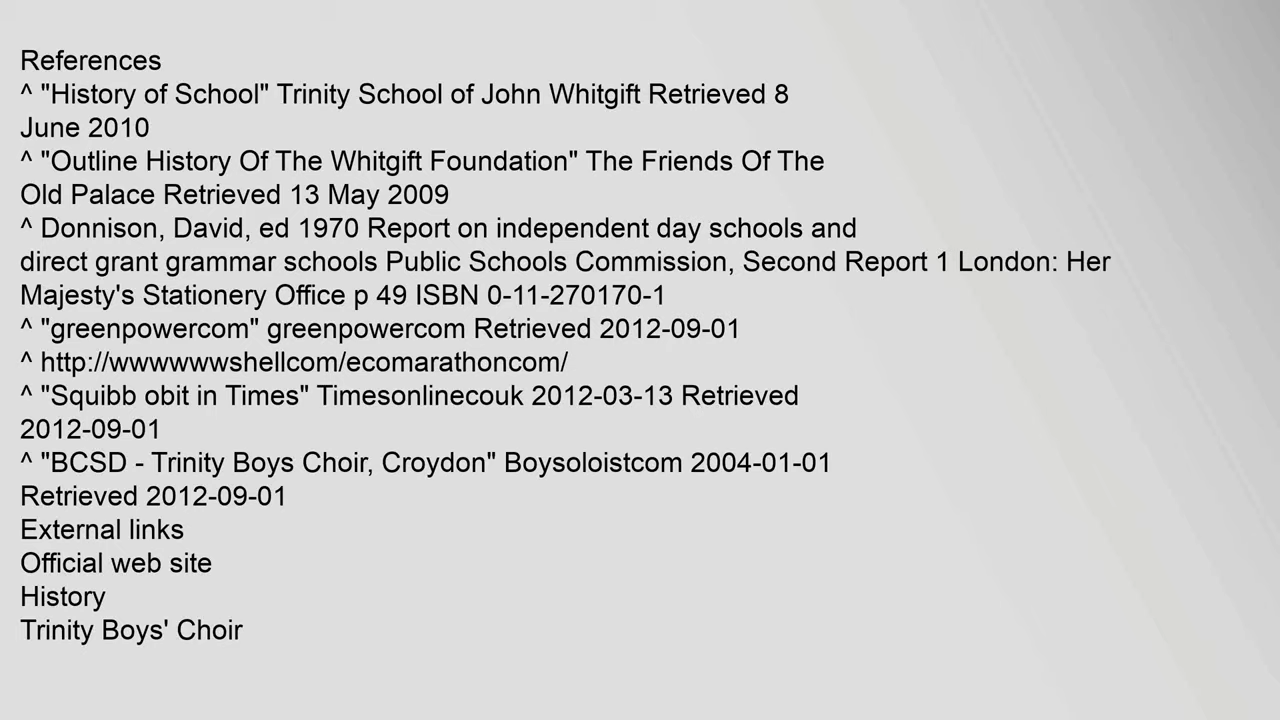 References
^ "History of School" Trinity School of John Whitgift Retrieved 8
June 2010
^ "Outline History Of The Whitgift Foundation" The Friends Of The
Old Palace Retrieved 13 May 2009
^ Donnison, David, ed 1970 Report on independent day schools and
direct grant grammar schools Public Schools Commission, Second Report 1 London: Her
Majesty's Stationery Office p 49 ISBN 0-11-270170-1
^ "greenpowercom" greenpowercom Retrieved 2012-09-01
^ http://wwwwwwshellcom/ecomarathoncom/
^ "Squibb obit in Times" Timesonlinecouk 2012-03-13 Retrieved
2012-09-01
^ "BCSD - Trinity Boys Choir, Croydon" Boysoloistcom 2004-01-01
Retrieved 2012-09-01
External links
Official web site
History
Trinity Boys' Choir